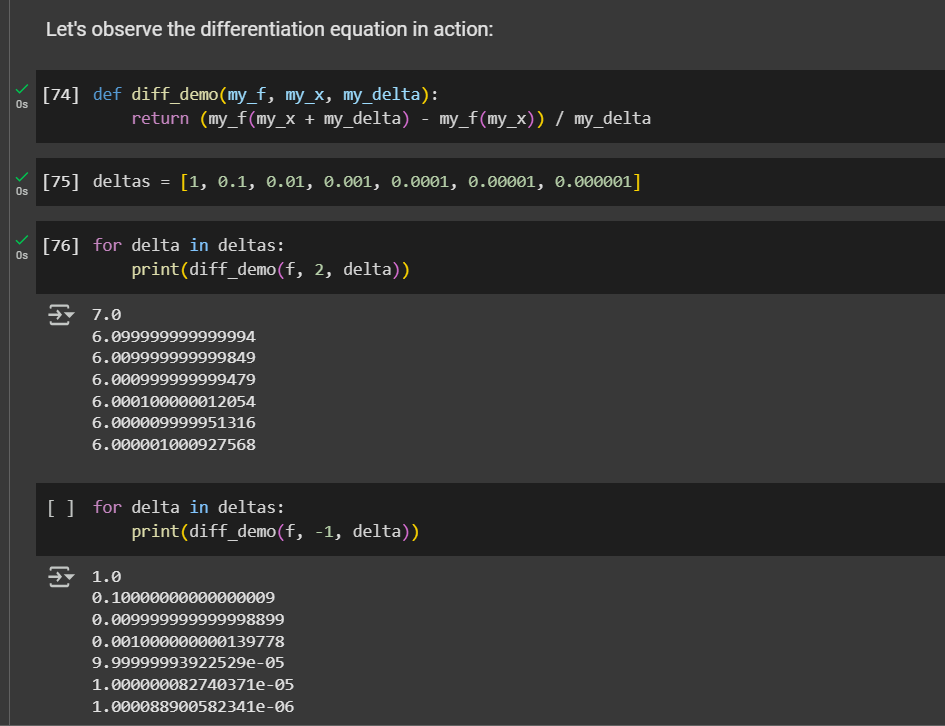 Let's observe the differentiation equation in action:
0s
[74] def diff_demo(my_f, my_x, my_delta):
return (my_f(my_x + my_delta) - my_f(my_x)) / my_delta
0s
[75] deltas = [1, 0.1, 0.01, 0.001, 0.0001, 0.00001, 0.000001]
0s
[76] for delta in deltas:
print(diff_demo(f, 2, delta))
7.0
6.099999999999994
6.009999999999849
6.000999999999479
6.000100000012054
6.000009999951316
6.000001000927568
[ ] for delta in deltas:
print(diff_demo(f, -1, delta))
1.0
0.10000000000000009
0.009999999999998899
0.001000000000139778
9.99999993922529e-05
1.000000082740371e-05
1.000088900582341e-06